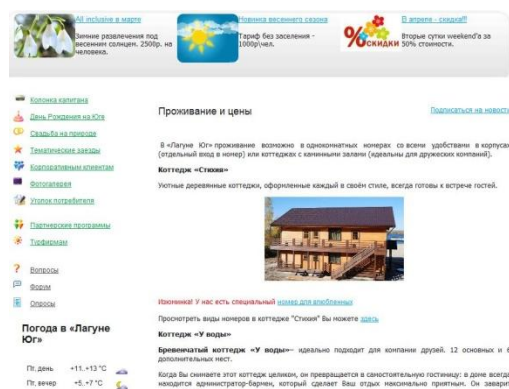 All inclusive в марте
Зимние развлечения под
весенним солнцем. 2500р. на
человека.
Новинка весеннего сезона
Тариф без заселения -
1000р\чел.
%скидки
В апреле - скидка!!!
Вторые сутки weekend'а за
50% стоимости.
Колонка капитана
День Рождения на Юге
Свадьба на природе
Тематические заезды
Корпоративным клиентам
Фотогалерея
Уголок потребителя
Партнерские программы
Турфирмам
Вопросы
Форум
Опросы
Погода в «Лагуне
Юг»
Пт, день +11..+13 °C
Пт, вечер +5..+7 °C
Проживание и цены
Подписаться на новости
В «Лагуне Юг» проживание возможно в однокомнатных номерах со всеми удобствами в корпусах
(отдельный вход в номер) или коттеджах с каминными залами (идеальны для дружеских компаний).
Коттедж «Стихия»
Уютные деревянные коттеджи, оформленные каждый в своём стиле, всегда готовы к встрече гостей.
Изюминка! У нас есть специальный номер для влюбленных
Просмотреть виды номеров в коттедже "Стихия" Вы можете здесь
Коттедж «У воды»
Бревенчатый коттедж «У воды»– идеально подходит для компании друзей. 12 основных и 6
дополнительных мест.
Когда Вы снимаете этот коттедж целиком, он превращается в самостоятельную гостиницу: в доме всегда
находится администратор-бармен, который сделает Ваш отдых максимально приятным. Он заварит